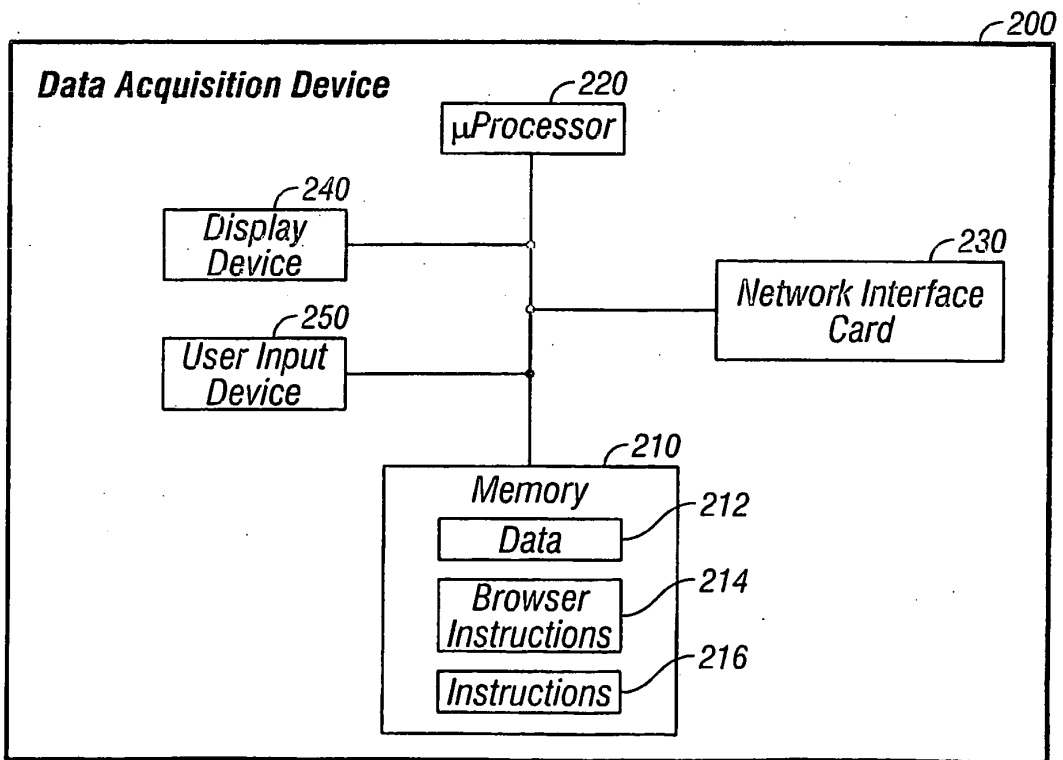 200
Data Acquisition Device
220
μProcessor
240
Display
Device
230
Network Interface
Card
250
User Input
Device
210
Memory
212
Data
214
Browser
Instructions
216
Instructions